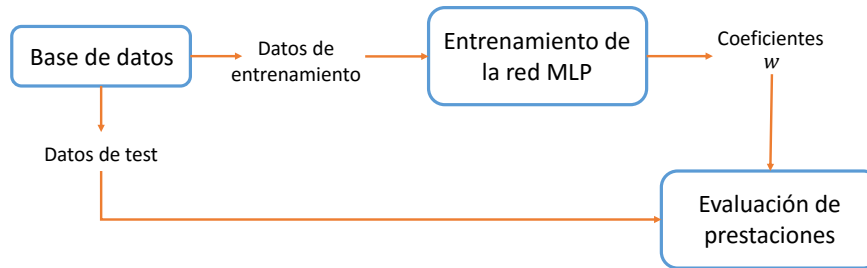 Base de datos
Datos de
entrenamiento
Entrenamiento de
la red MLP
Coeficientes
w
Datos de test
Evaluación de
prestaciones